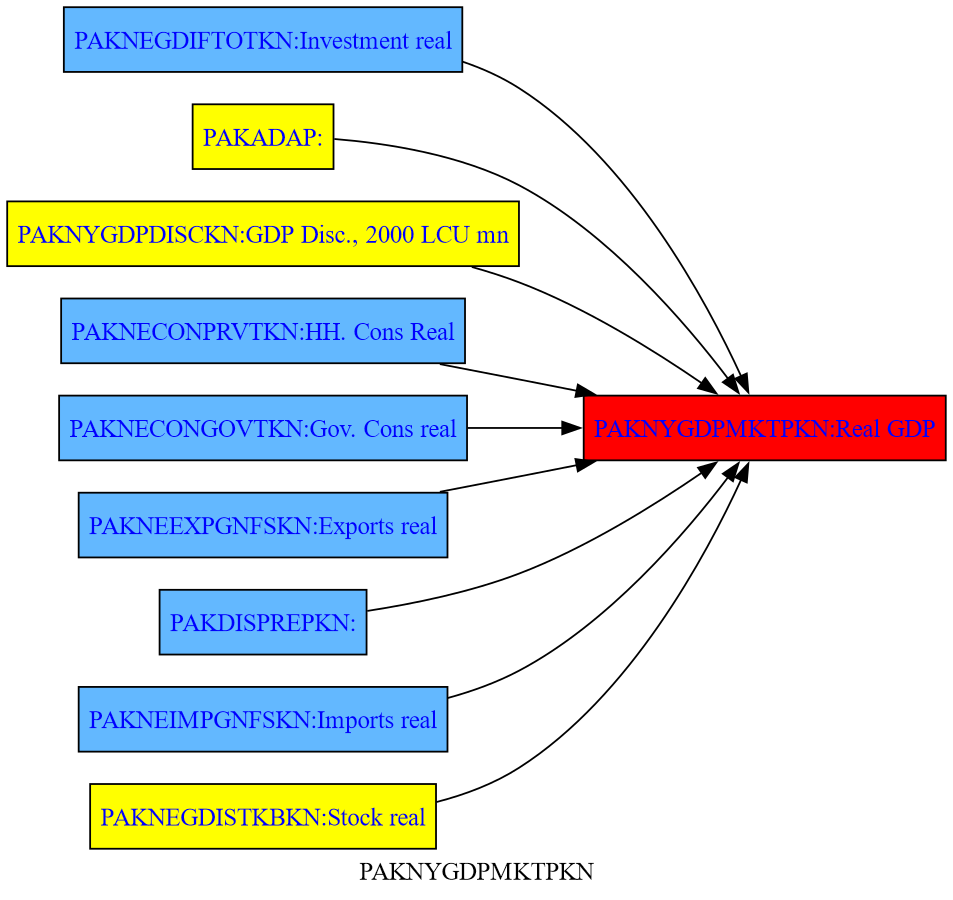 PAKNEGDIFTOTKN:Investment real
PAKADAP:
PAKNYGDPDISCKN:GDP Disc., 2000 LCU mn
PAKNECONPRVTKN:HH. Cons Real
PAKNECONGOVTKN:Gov. Cons real
PAKNYGDPMKTPKN:Real GDP
PAKNEEXPGNFSKN:Exports real
PAKDISPREPKN:
PAKNEIMPGNFSKN:Imports real
PAKNEGDISTKBKN:Stock real
PAKNYGDPMKTPKN